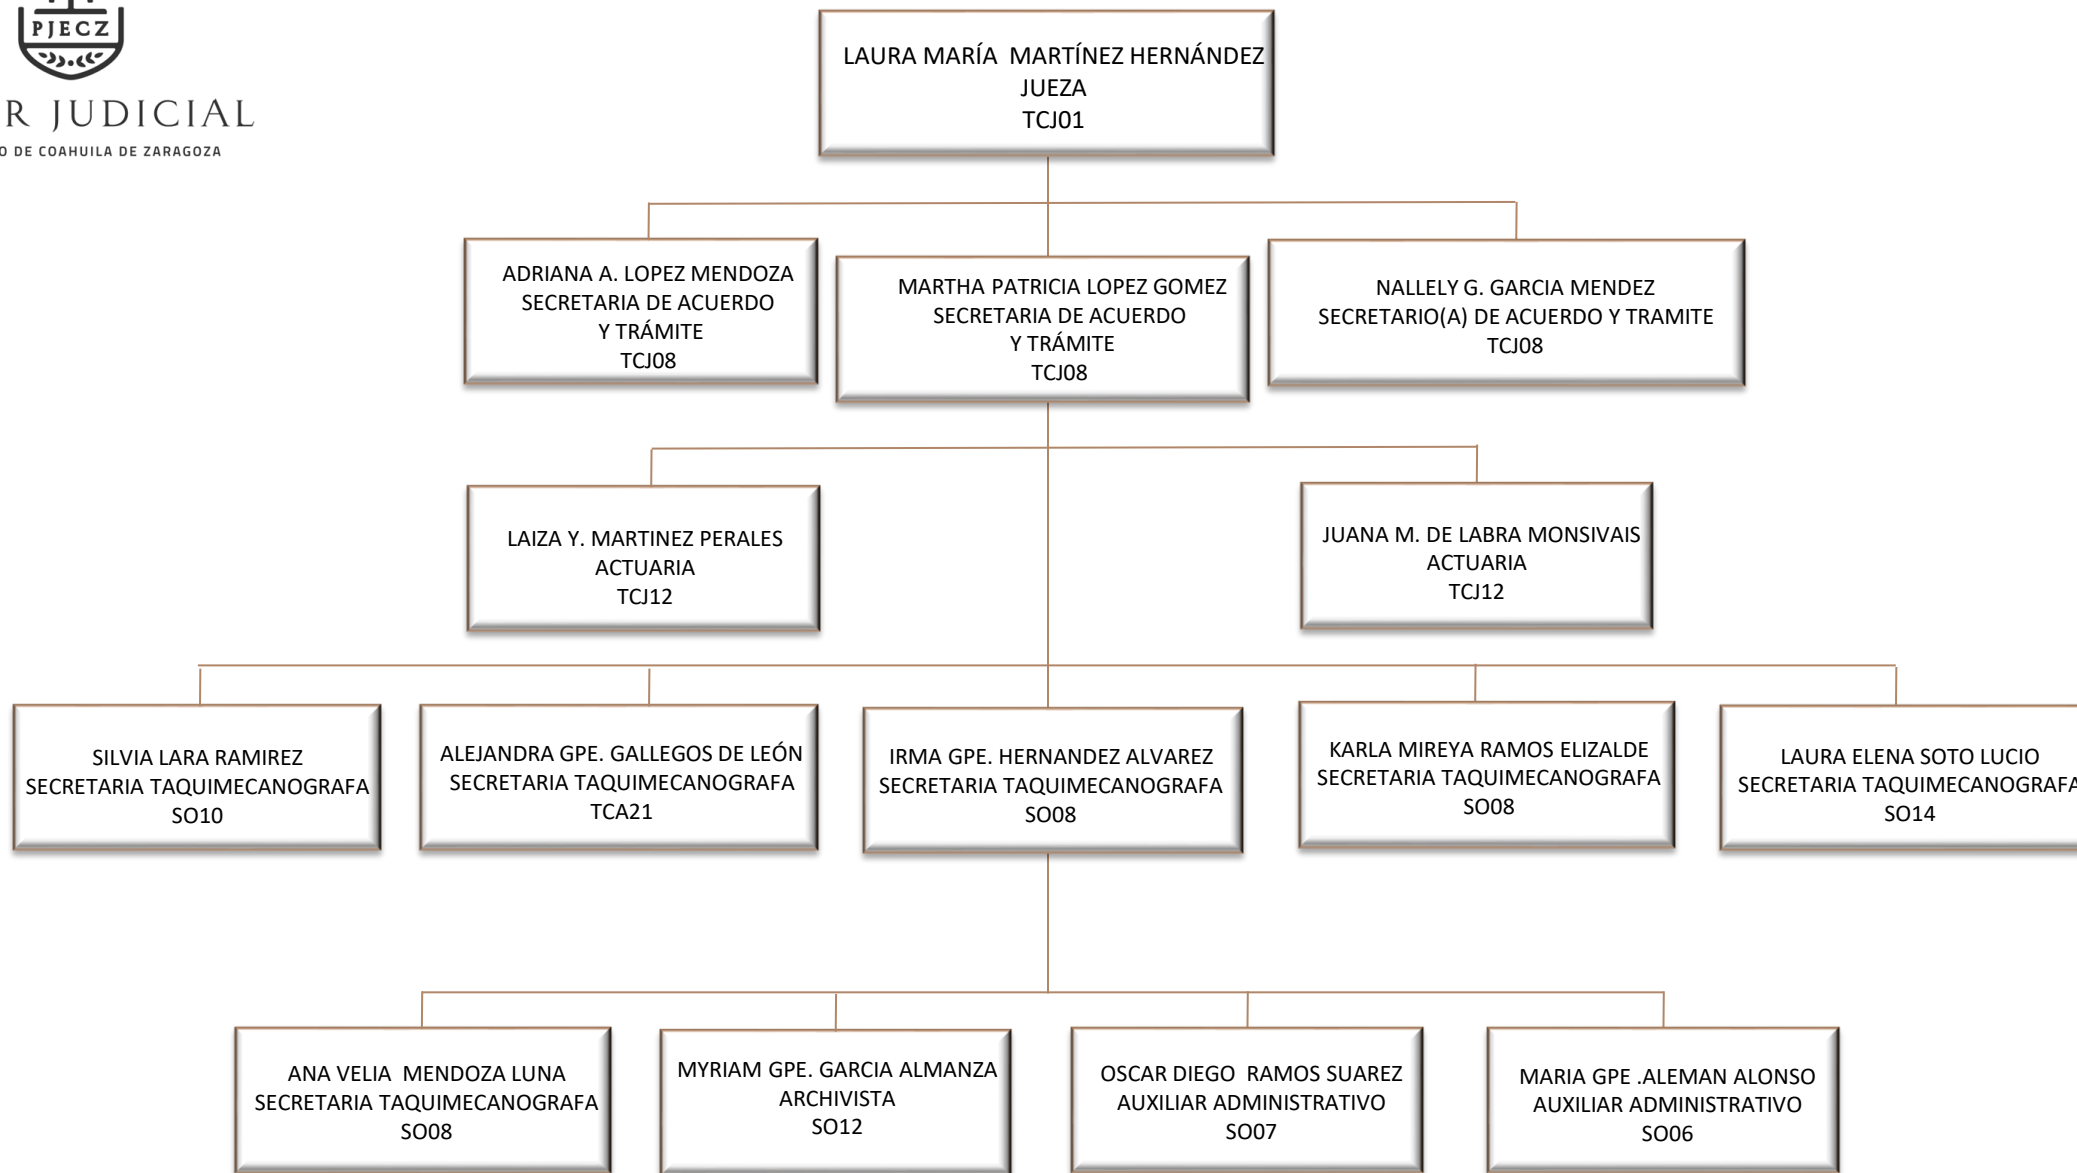 PJECZ
R JUDICIAL
O DE COAHUILA DE ZARAGOZA
LAURA MARÍA MARTÍNEZ HERNÁNDEZ
JUEZA
TCJ01
ADRIANA A. LOPEZ MENDOZA
SECRETARIA DE ACUERDO
Y TRÁMITE
TCJ08
MARTHA PATRICIA LOPEZ GOMEZ
SECRETARIA DE ACUERDO
Y TRÁMITE
TCJ08
NALLELY G. GARCIA MENDEZ
SECRETARIO(A) DE ACUERDO Y TRAMITE
TCJ08
LAIZA Y. MARTINEZ PERALES
ACTUARIA
TCJ12
JUANA M. DE LABRA MONSIVAIS
ACTUARIA
TCJ12
SILVIA LARA RAMIREZ
SECRETARIA TAQUIMECANOGRAFA
SO10
ALEJANDRA GPE. GALLEGOS DE LEÓN
SECRETARIA TAQUIMECANOGRAFA
TCA21
IRMA GPE. HERNANDEZ ALVAREZ
SECRETARIA TAQUIMECANOGRAFA
SO08
KARLA MIREYA RAMOS ELIZALDE
SECRETARIA TAQUIMECANOGRAFA
SO08
LAURA ELENA SOTO LUCIO
SECRETARIA TAQUIMECANOGRAFA
SO14
ANA VELIA MENDOZA LUNA
SECRETARIA TAQUIMECANOGRAFA
SO08
MYRIAM GPE. GARCIA ALMANZA
ARCHIVISTA
SO12
OSCAR DIEGO RAMOS SUAREZ
AUXILIAR ADMINISTRATIVO
SO07
MARIA GPE .ALEMAN ALONSO
AUXILIAR ADMINISTRATIVO
SO06